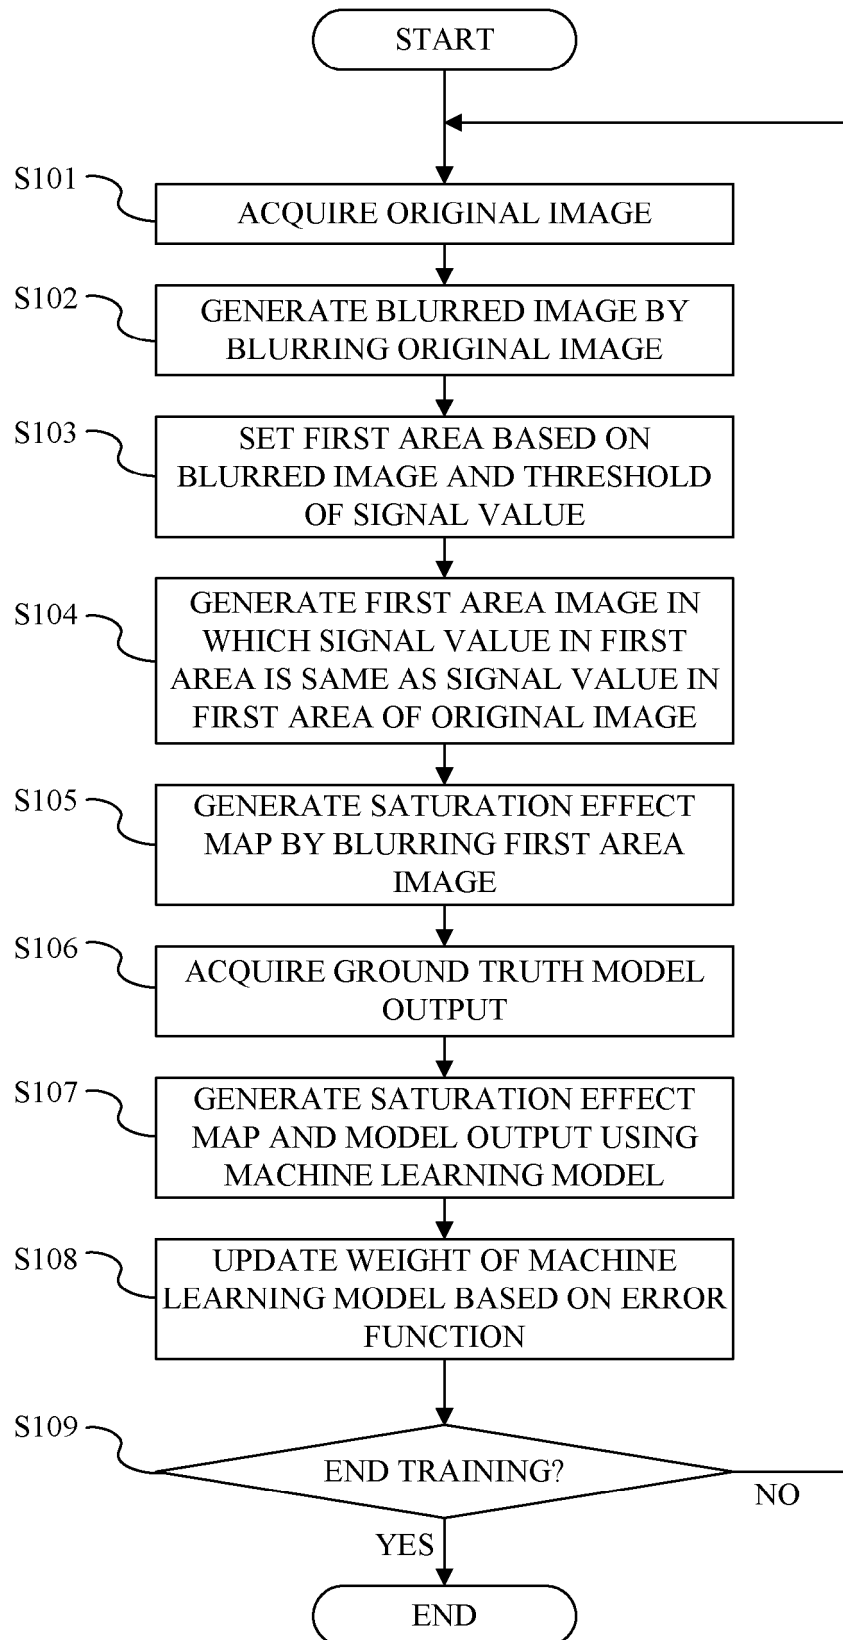 START
S101
ACQUIRE ORIGINAL IMAGE
S102
GENERATE BLURRED IMAGE BY
BLURRING ORIGINAL IMAGE
S103
SET FIRST AREA BASED ON
BLURRED IMAGE AND THRESHOLD
OF SIGNAL VALUE
S104
GENERATE FIRST AREA IMAGE IN
WHICH SIGNAL VALUE IN FIRST
AREA IS SAME AS SIGNAL VALUE IN
FIRST AREA OF ORIGINAL IMAGE
S105
GENERATE SATURATION EFFECT
MAP BY BLURRING FIRST AREA
IMAGE
S106
ACQUIRE GROUND TRUTH MODEL
OUTPUT
S107
GENERATE SATURATION EFFECT
MAP AND MODEL OUTPUT USING
MACHINE LEARNING MODEL
S108
UPDATE WEIGHT OF MACHINE
LEARNING MODEL BASED ON ERROR
FUNCTION
S109
END TRAINING?
NO
YES
END